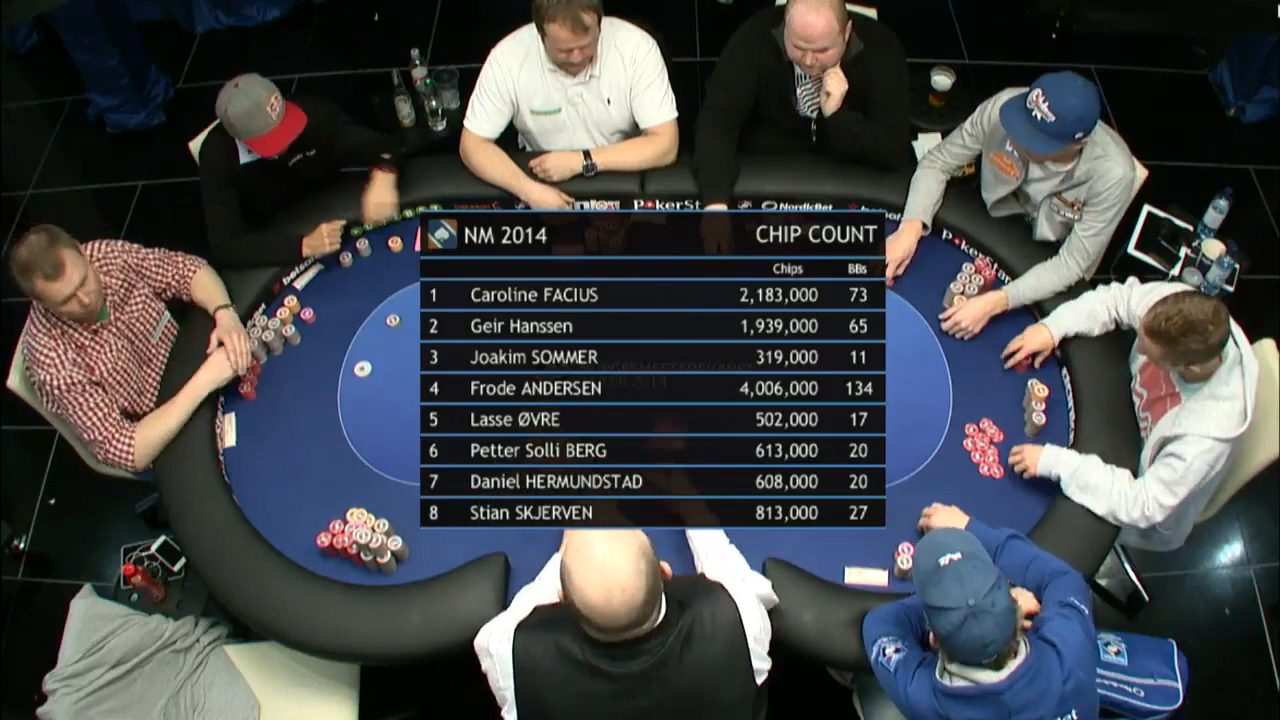 PokerSt
NordicBet
PokerStar
betsaf
NM 2014 CHIP COUNT
Chips BBs
1 Caroline FACIUS 2,183,000 73
2 Geir Hanssen 1,939,000 65
3 Joakim SOMMER 319,000 11
4 Frode ANDERSEN 4,006,000 134
5 Lasse ØVRE 502,000 17
6 Petter Solli BERG 613,000 20
7 Daniel HERMUNDSTAD 608,000 20
8 Stian SKJERVEN 813,000 27